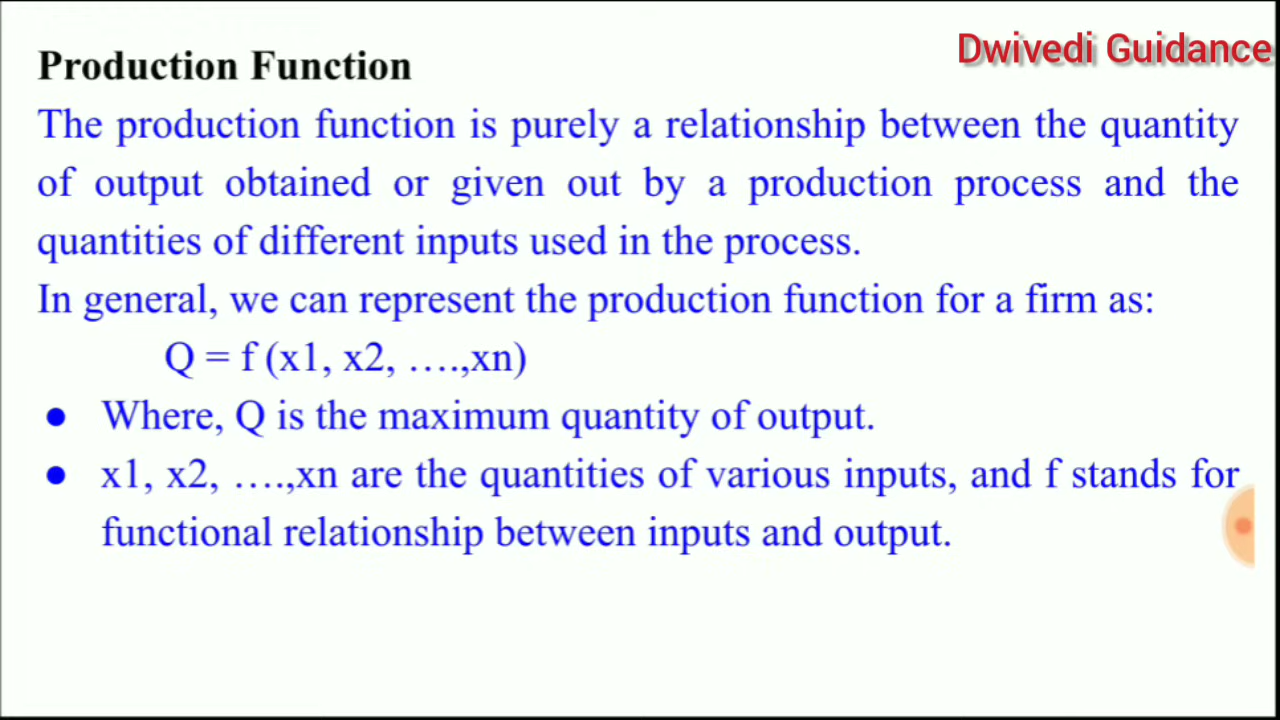 Dwivedi Guidance
Production Function
The production function is purely a relationship between the quantity
of output obtained or given out by a production process and the
quantities of different inputs used in the process.
In general, we can represent the production function for a firm as:
Q = f (x1, x2, ….,xn)
● Where, Q is the maximum quantity of output.
● x1, x2, ….,xn are the quantities of various inputs, and f stands for
functional relationship between inputs and output.